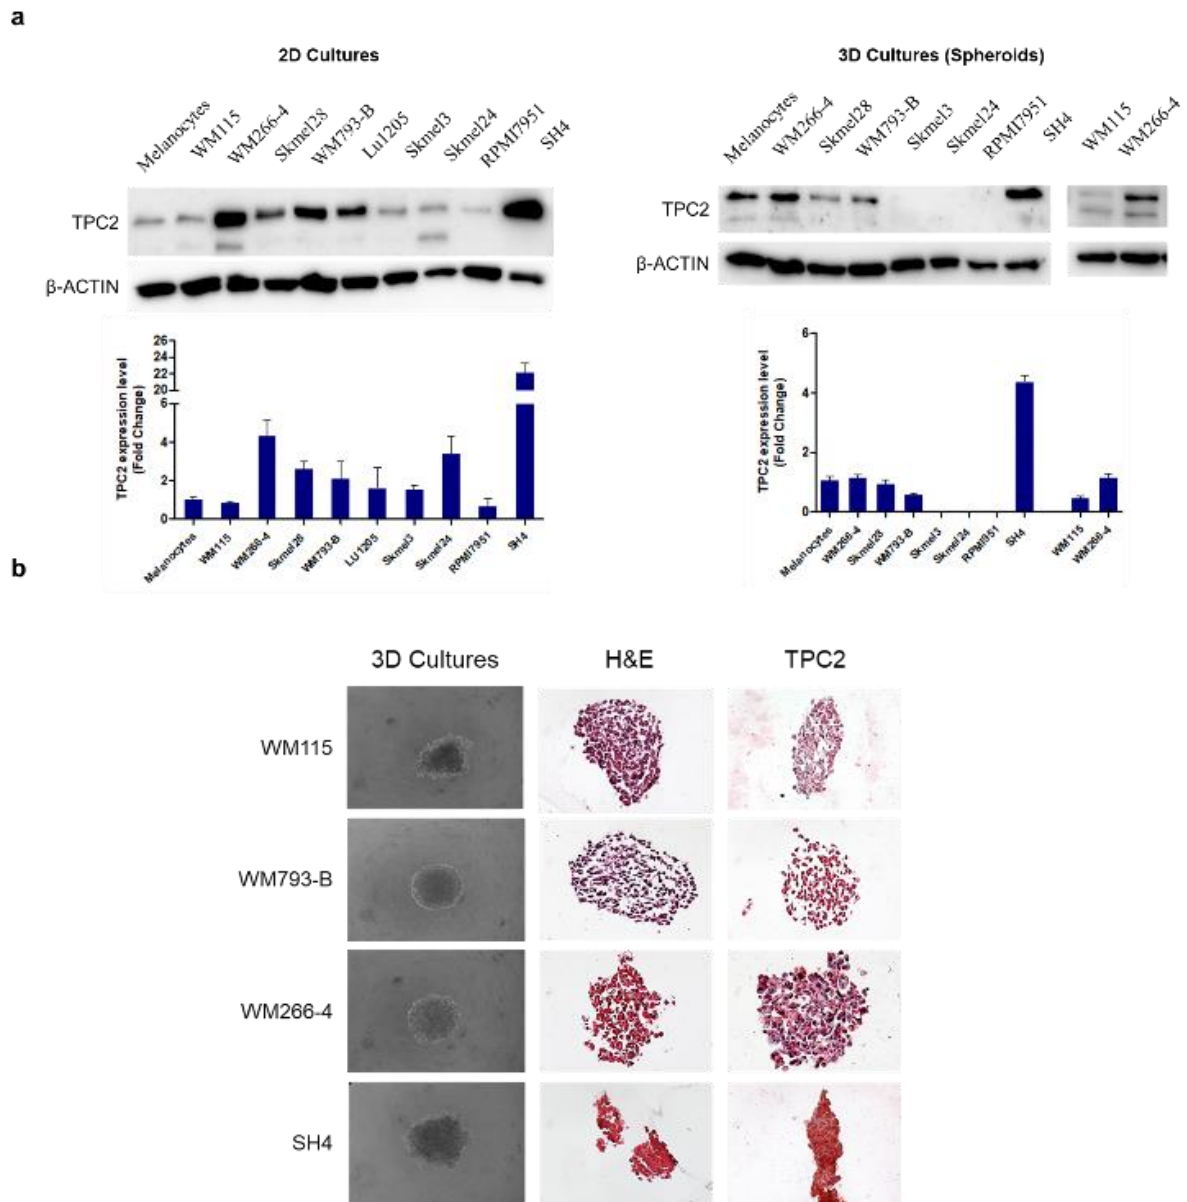 a
2D Cultures
Melanocytes WM115 WM266-4 Skmel28 WM793-B Lu1205 Skmel3 Skmel24 RPMI7951 SH4
TPC2
β-ACTIN
TPC2 expression level
(Fold Change)
26
24
22
20
6
4
2
0
Melanocytes WM115 WM266-4 Skmel28 WM793-B LU1205 Skmel3 Skmel24 RPMI7951 SH4
3D Cultures (Spheroids)
Melanocytes WM266-4 Skmel28 WM793-B Skmel3 Skmel24 RPMI7951 SH4 WM115 WM266-4
TPC2
β-ACTIN
TPC2 expression level
(Fold Change)
6
4
2
0
Melanocytes WM266-4 Skmel28 WM793-B Skmel3 Skmel24 RPMI951 SH4 WM115 WM266-4
b
3D Cultures H&E TPC2
WM115
WM793-B
WM266-4
SH4